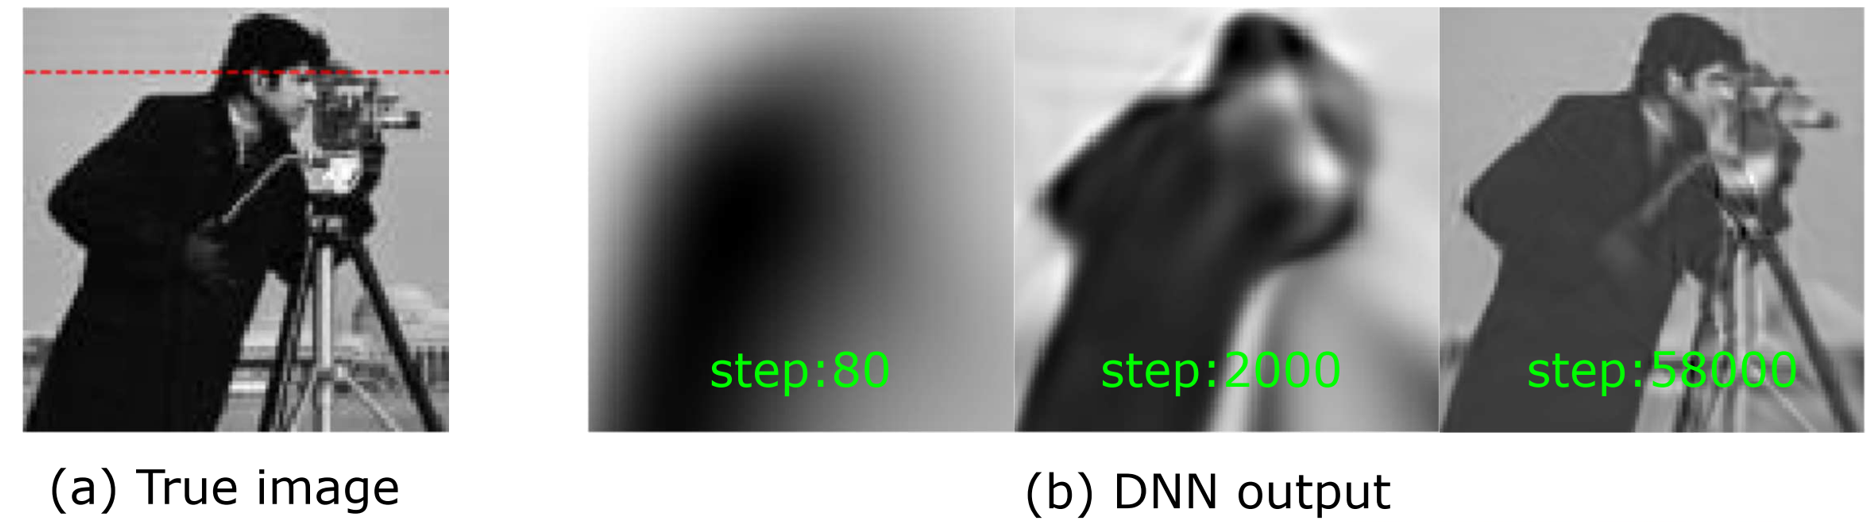 step:80
step:2000
step:58000
(a) True image
(b) DNN output